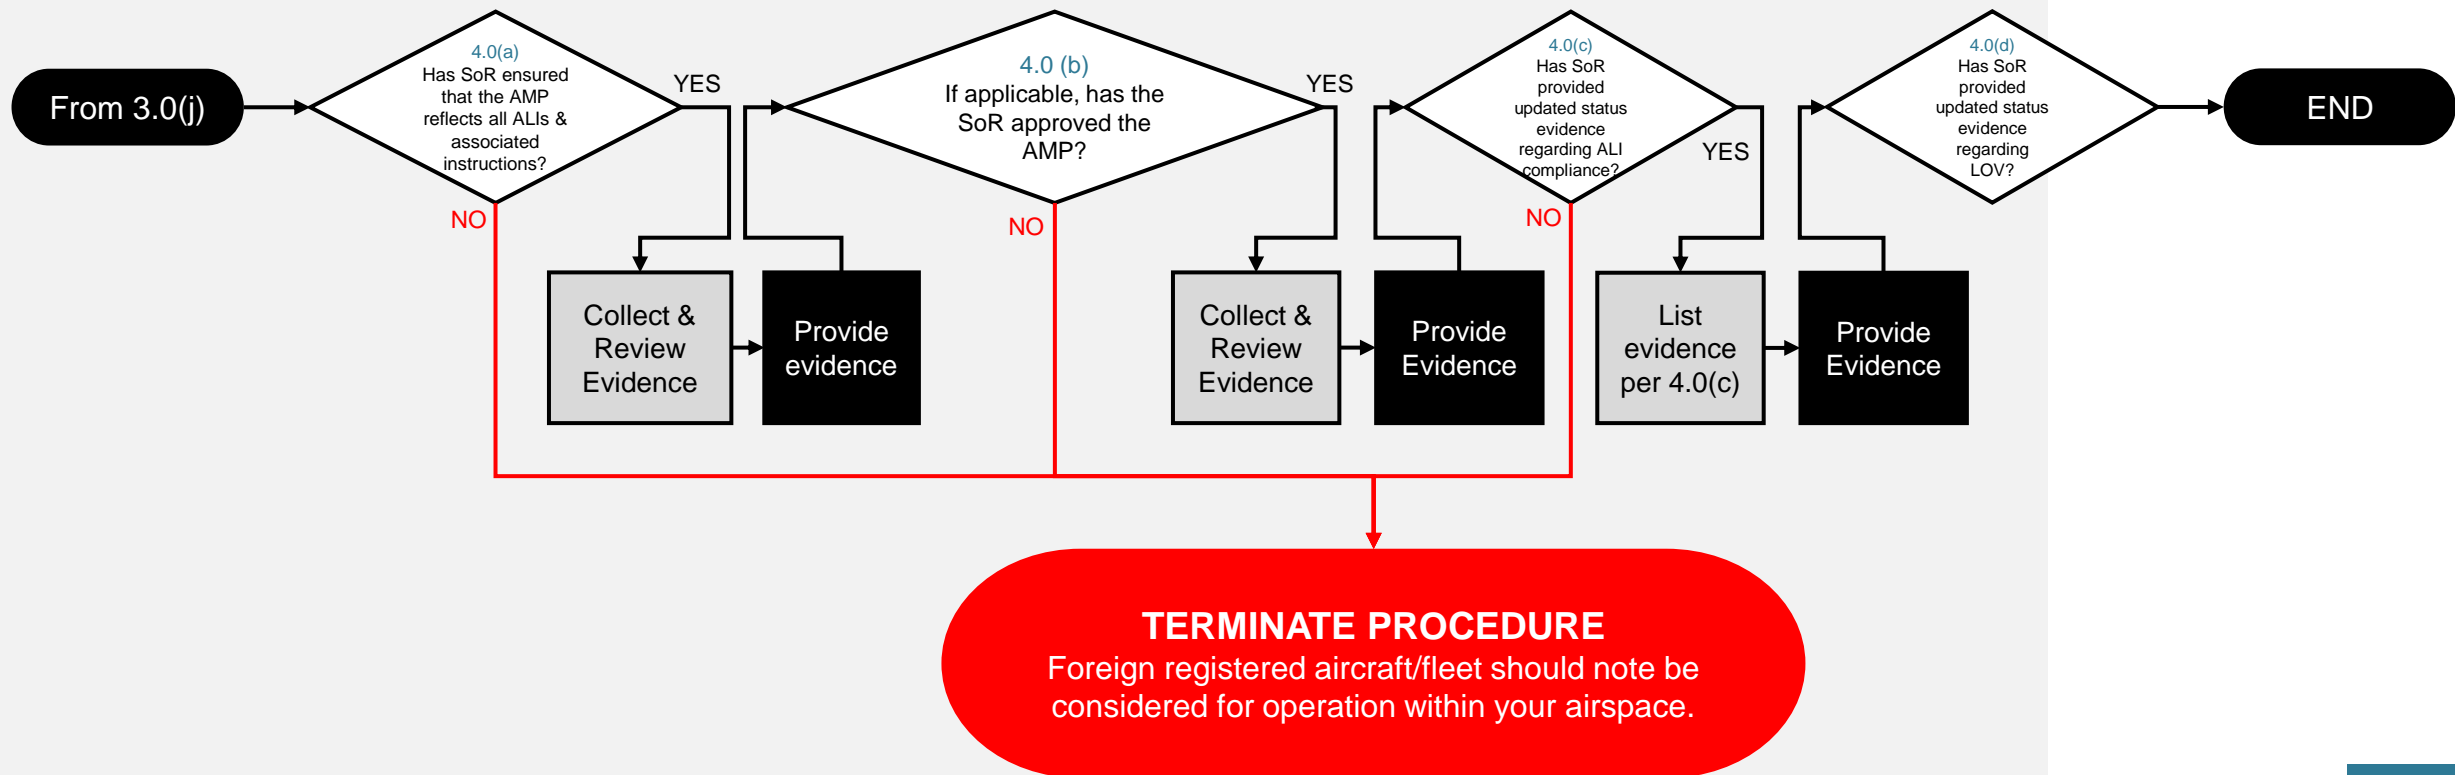 From 3.0(j)
4.0(a)
Has SoR ensured
that the AMP
reflects all ALIs &
associated
instructions?
YES
NO
4.0 (b)
If applicable, has the
SoR approved the
AMP?
YES
NO
4.0(c)
Has SoR
provided
updated status
evidence
regarding ALI
compliance?
YES
NO
4.0(d)
Has SoR
provided
updated status
evidence
regarding
LOV?
END
Collect &
Review
Evidence
Provide
evidence
Collect &
Review
Evidence
Provide
Evidence
List
evidence
per 4.0(c)
Provide
Evidence
TERMINATE PROCEDURE
Foreign registered aircraft/fleet should note be
considered for operation within your airspace.